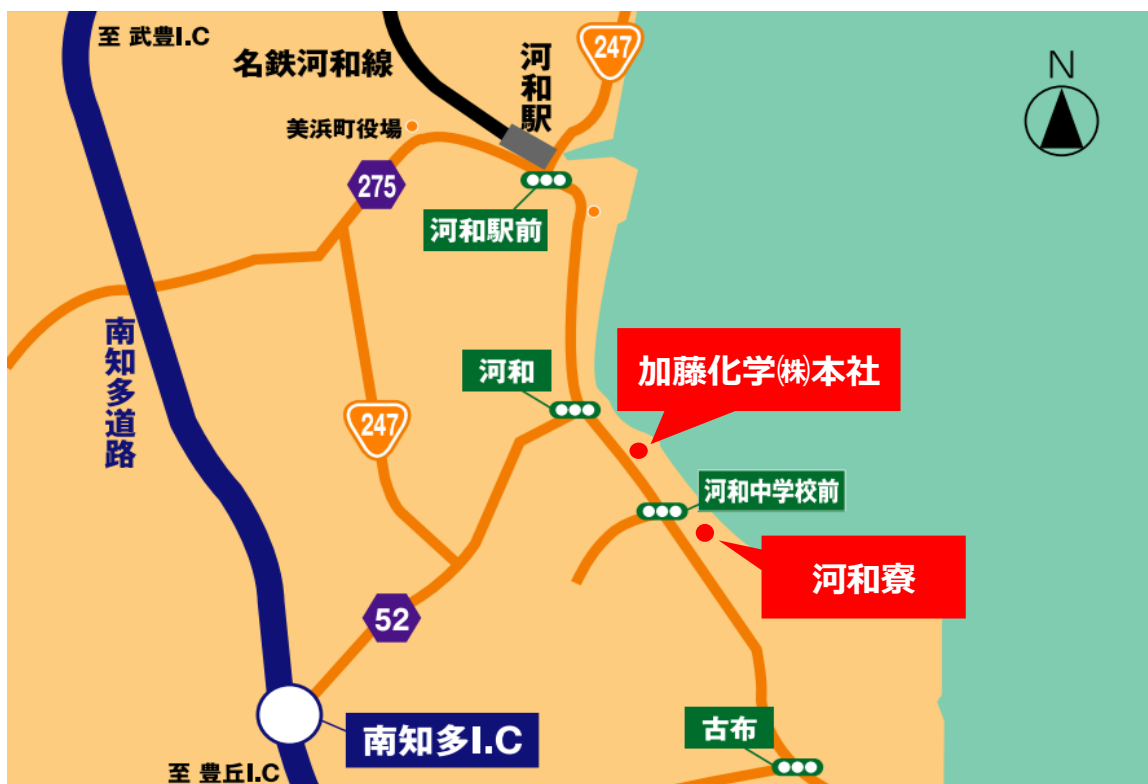 至 武豊I.C
名鉄河和線
河和駅
247
N
美浜町役場
275
河和駅前
南知多道路
河和
加藤化学㈱本社
247
河和中学校前
河和寮
52
南知多I.C
古布
至 豊丘I.C